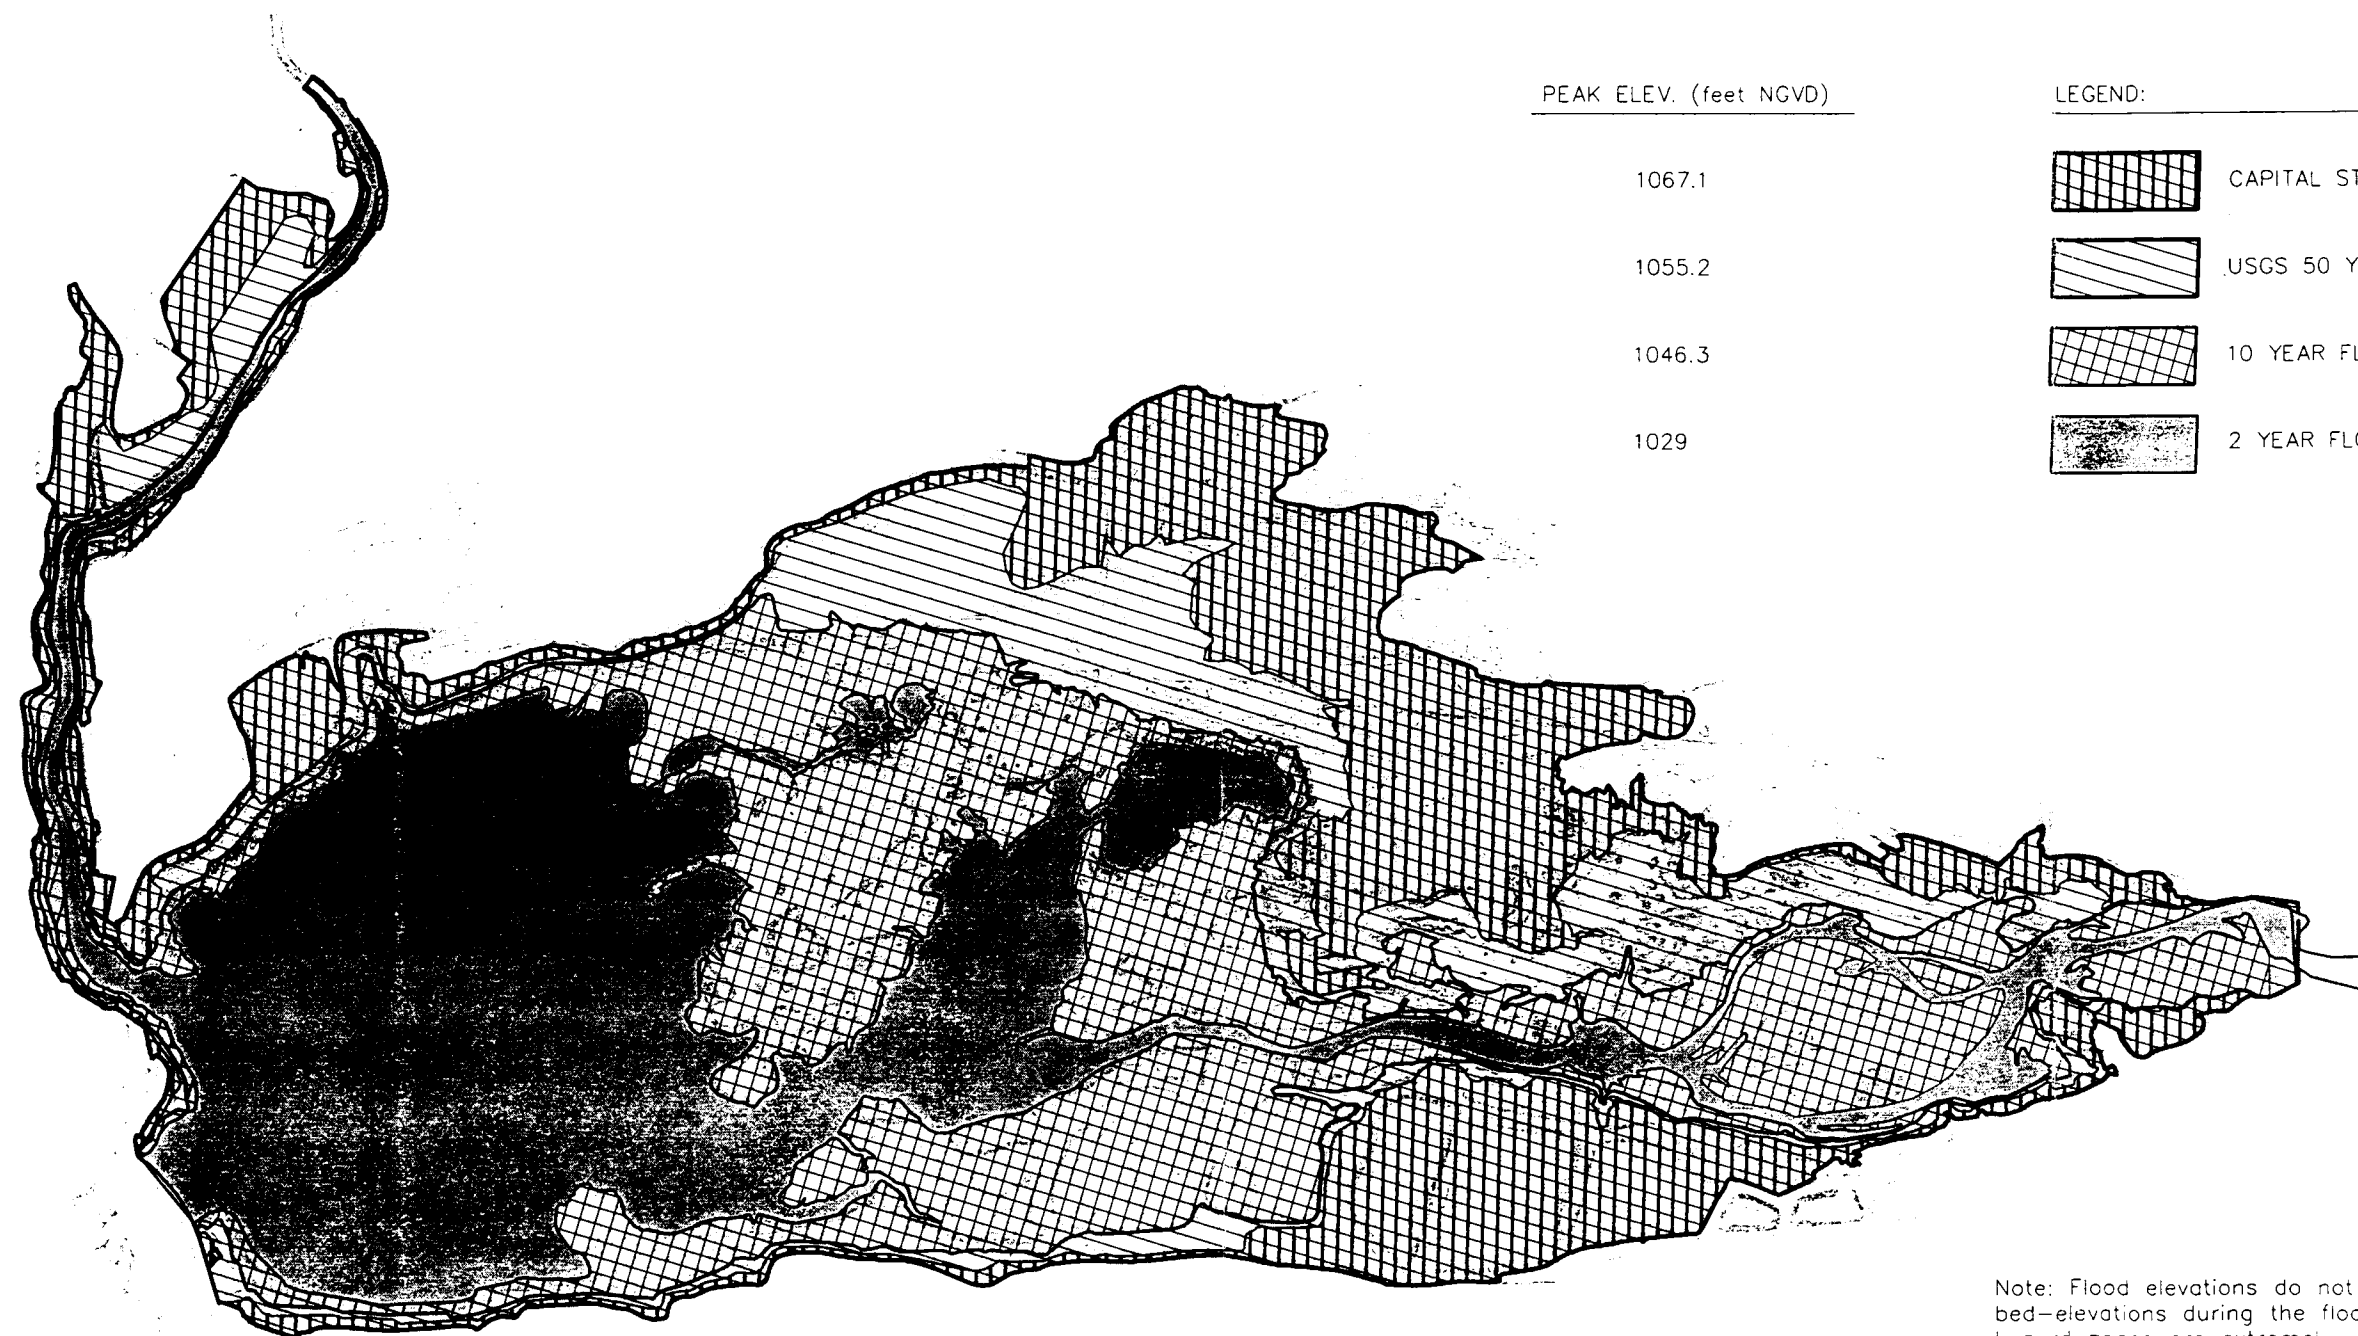 PEAK ELEV. (feet NGVD)
LEGEND:
1067.1
CAPITAL ST
1055.2
USGS 50 Y
1046.3
10 YEAR FL
1029
2 YEAR FLO
Note: Flood elevations do not
bed-elevations during the floo